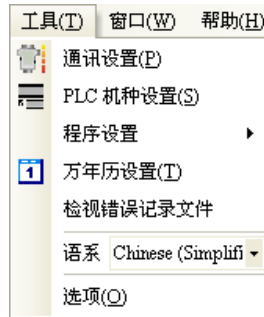 工具(T) 窗口(W) 帮助(H)
通讯设置(P)
PLC 机种设置(S)
程序设置
1 万年历设置(T)
检视错误记录文件
语系 Chinese (Simplifi
选项(O)